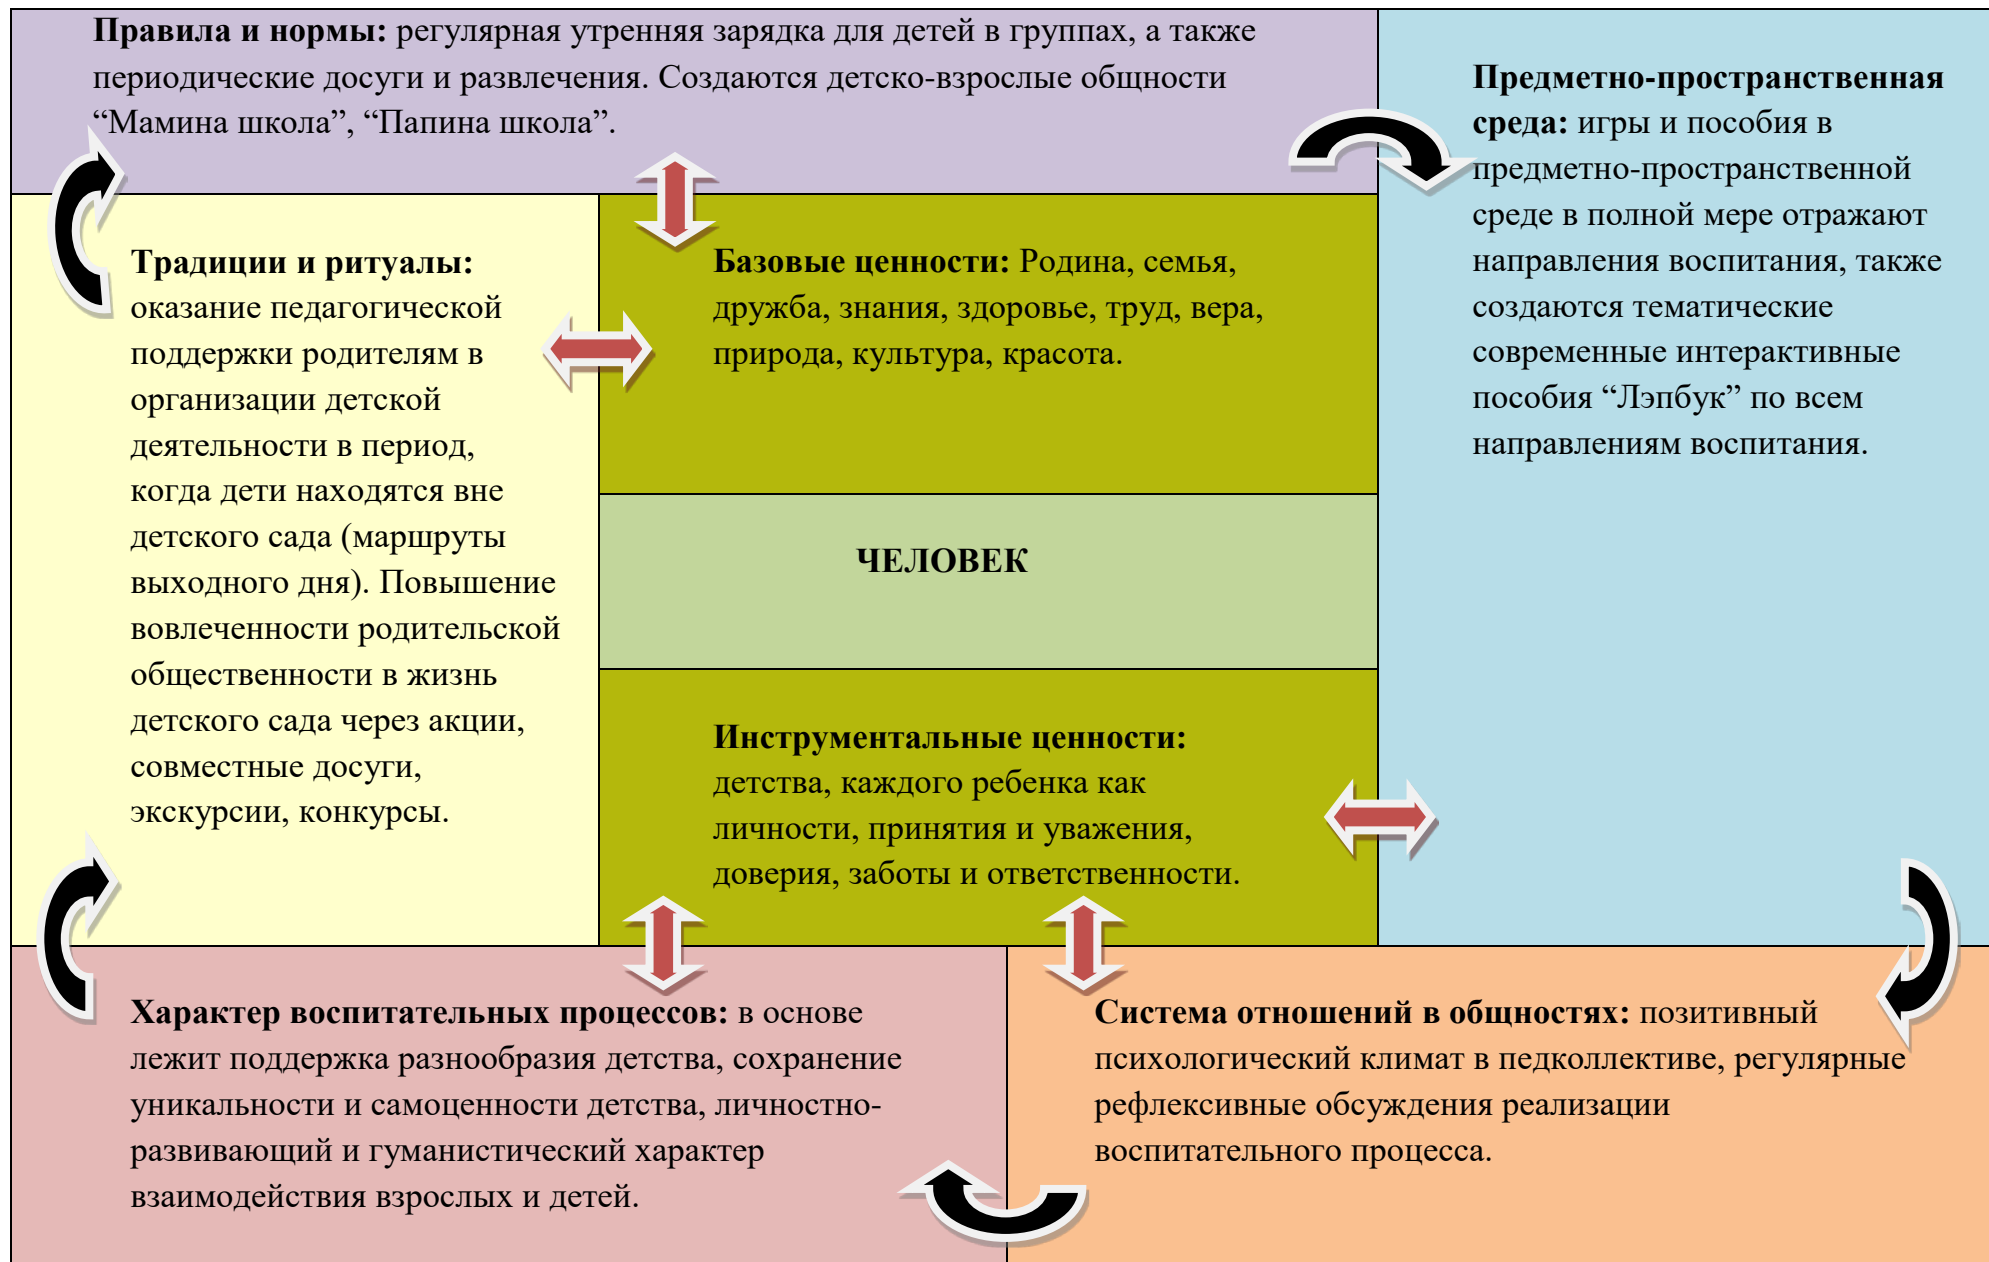 Правила и нормы: регулярная утренняя зарядка для детей в группах, а также
периодические досуги и развлечения. Создаются детско-взрослые общности
“Мамина школа”, “Папина школа”.
Предметно-пространственная
среда: игры и пособия в
предметно-пространственной
среде в полной мере отражают
направления воспитания, также
создаются тематические
современные интерактивные
пособия “Лэпбук” по всем
направлениям воспитания.
Традиции и ритуалы:
оказание педагогической
поддержки родителям в
организации детской
деятельности в период,
когда дети находятся вне
детского сада (маршруты
выходного дня). Повышение
вовлеченности родительской
общественности в жизнь
детского сада через акции,
совместные досуги,
экскурсии, конкурсы.
Базовые ценности: Родина, семья,
дружба, знания, здоровье, труд, вера,
природа, культура, красота.
ЧЕЛОВЕК
Инструментальные ценности:
детства, каждого ребенка как
личности, принятия и уважения,
доверия, заботы и ответственности.
Характер воспитательных процессов: в основе
лежит поддержка разнообразия детства, сохранение
уникальности и самоценности детства, личностно-
развивающий и гуманистический характер
взаимодействия взрослых и детей.
Система отношений в общностях: позитивный
психологический климат в педколлективе, регулярные
рефлексивные обсуждения реализации
воспитательного процесса.